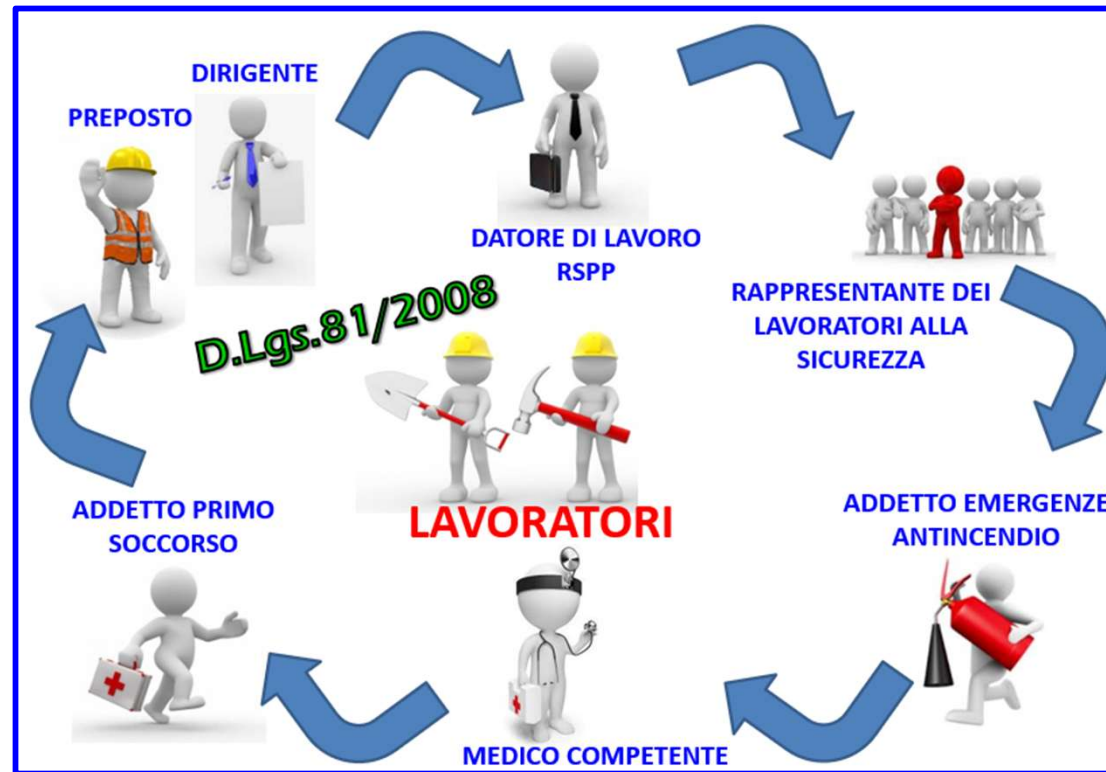 DIRIGENTE
PREPOSTO
DATORE DI LAVORO
RSPP
D.Lgs.81/2008
RAPPRESENTANTE DEI
LAVORATORI ALLA
SICUREZZA
LAVORATORI
ADDETTO PRIMO
SOCCORSO
ADDETTO EMERGENZE
ANTINCENDIO
MEDICO COMPETENTE